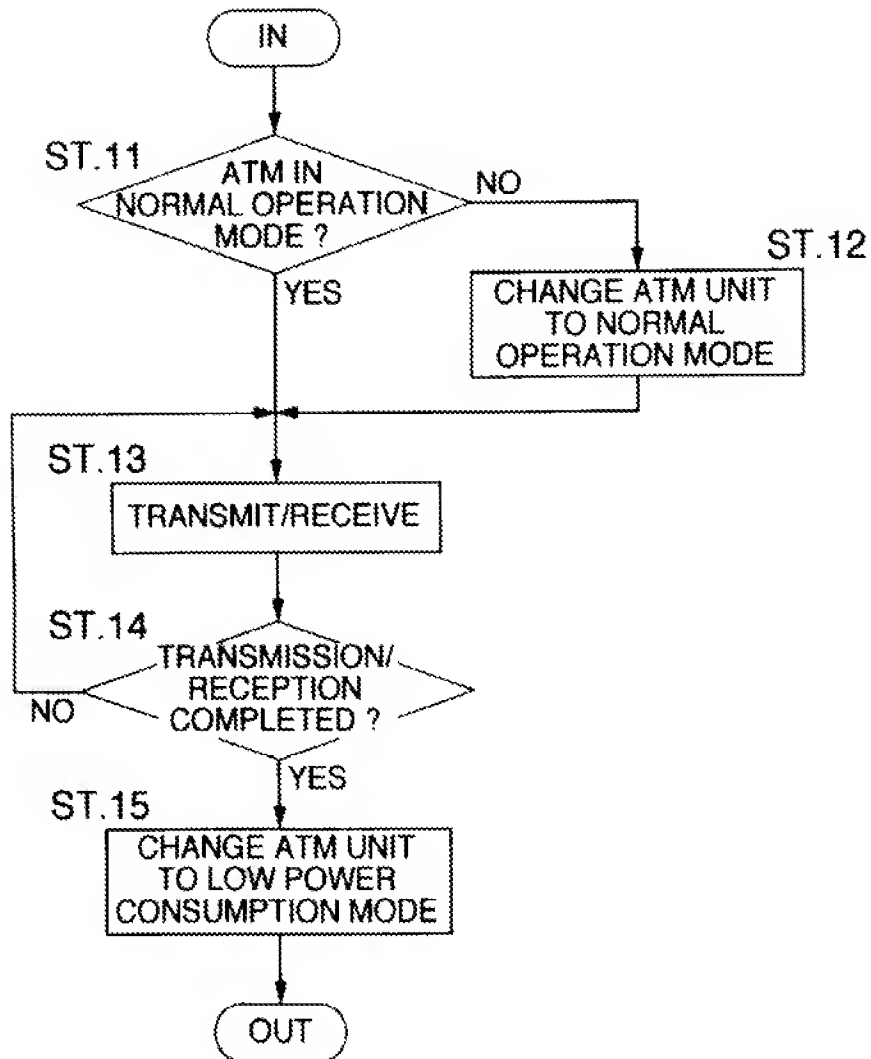 IN
ST.11
ATM IN
NORMAL OPERATION
MODE ?
NO
YES
ST.12
CHANGE ATM UNIT
TO NORMAL
OPERATION MODE
ST.13
TRANSMIT/RECEIVE
ST.14
TRANSMISSION/
RECEPTION
COMPLETED ?
NO
YES
ST.15
CHANGE ATM UNIT
TO LOW POWER
CONSUMPTION MODE
OUT